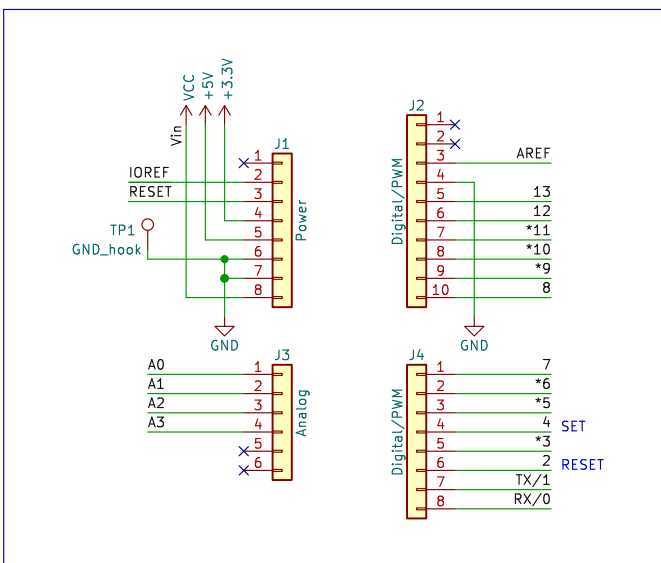 VCC
+5V
+3.3V
Vin
J1
1
IOREF
2
RESET
3
4
TP1
5
GND_hook
6
7
8
Power
GND
J2
1
2
3
AREF
4
5
13
6
12
7
*11
8
*10
9
*9
10
8
Digital/PWM
GND
J3
A0
1
A1
2
A2
3
A3
4
5
6
Analog
J4
1
7
2
*6
3
*5
4
4
SET
5
*3
6
2
RESET
7
TX/1
8
RX/0
Digital/PWM